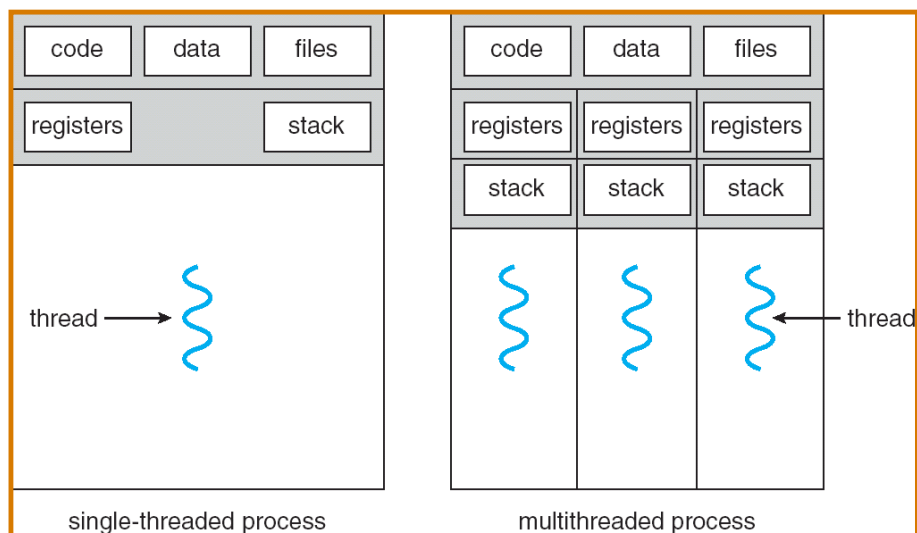 code data files code data files
registers stack registers registers registers
stack stack stack
thread thread
single-threaded process multithreaded process